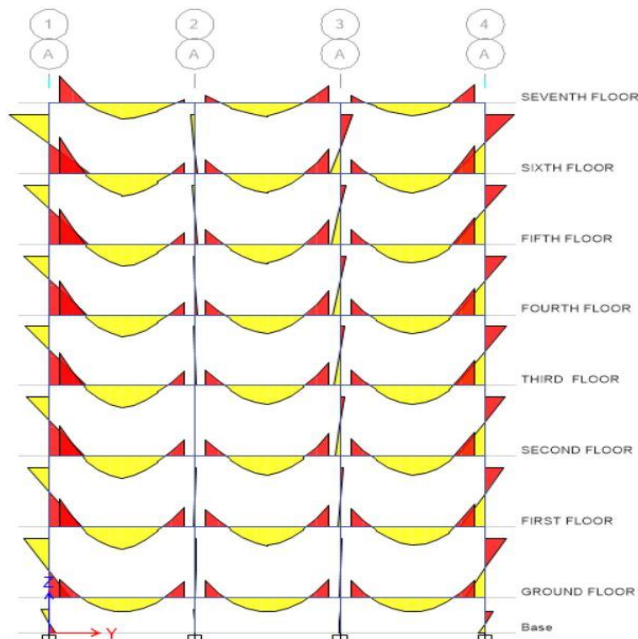 1 2 3 4
A A A A
SEVENTH FLOOR
SIXTH FLOOR
FIFTH FLOOR
FOURTH FLOOR
THIRD FLOOR
SECOND FLOOR
FIRST FLOOR
Z
GROUND FLOOR
Y
Base